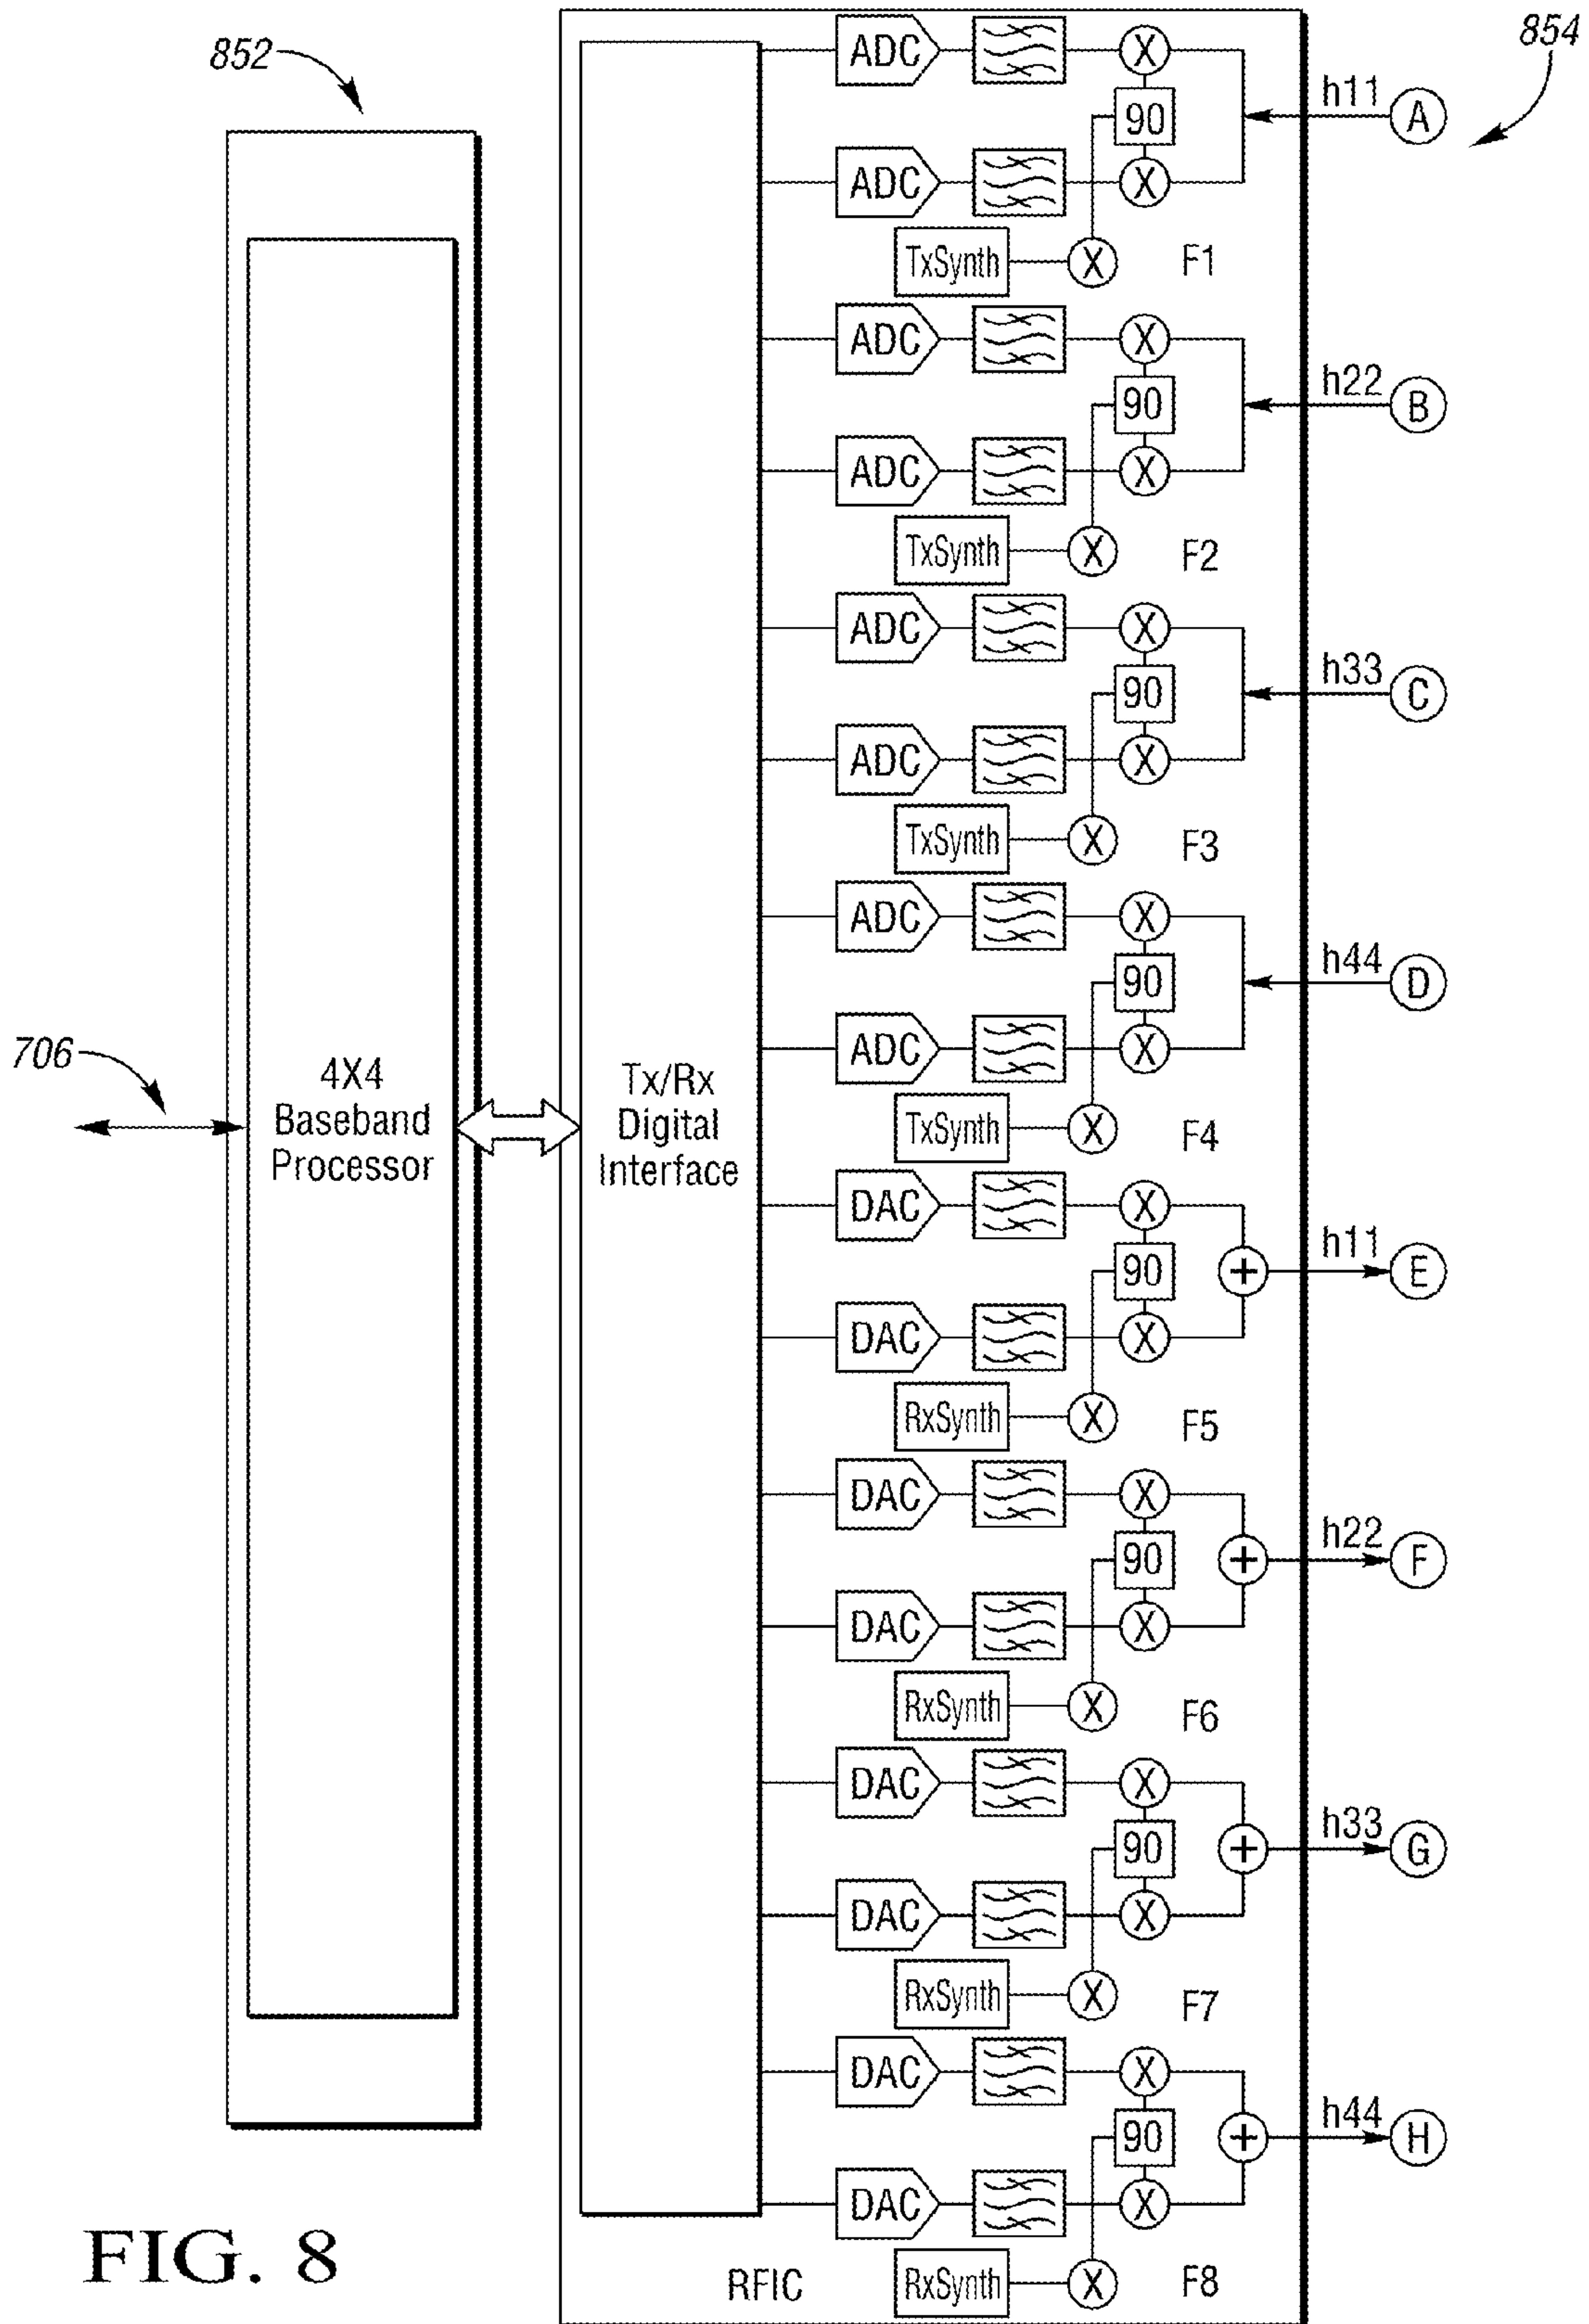 852
854
ADC
X
h11
A
90
ADC
X
TxSynth
X
F1
ADC
X
h22
B
90
ADC
X
TxSynth
X
F2
ADC
X
h33
C
90
ADC
X
TxSynth
X
F3
ADC
X
h44
D
90
ADC
X
TxSynth
X
F4
706
4X4
Baseband
Processor
Tx/Rx
Digital
Interface
DAC
X
h11
E
90
+
DAC
X
RxSynth
X
F5
DAC
X
h22
F
90
+
DAC
X
RxSynth
X
F6
DAC
X
h33
G
90
+
DAC
X
RxSynth
X
F7
DAC
X
h44
H
90
+
DAC
X
RxSynth
X
F8
RFIC
FIG. 8